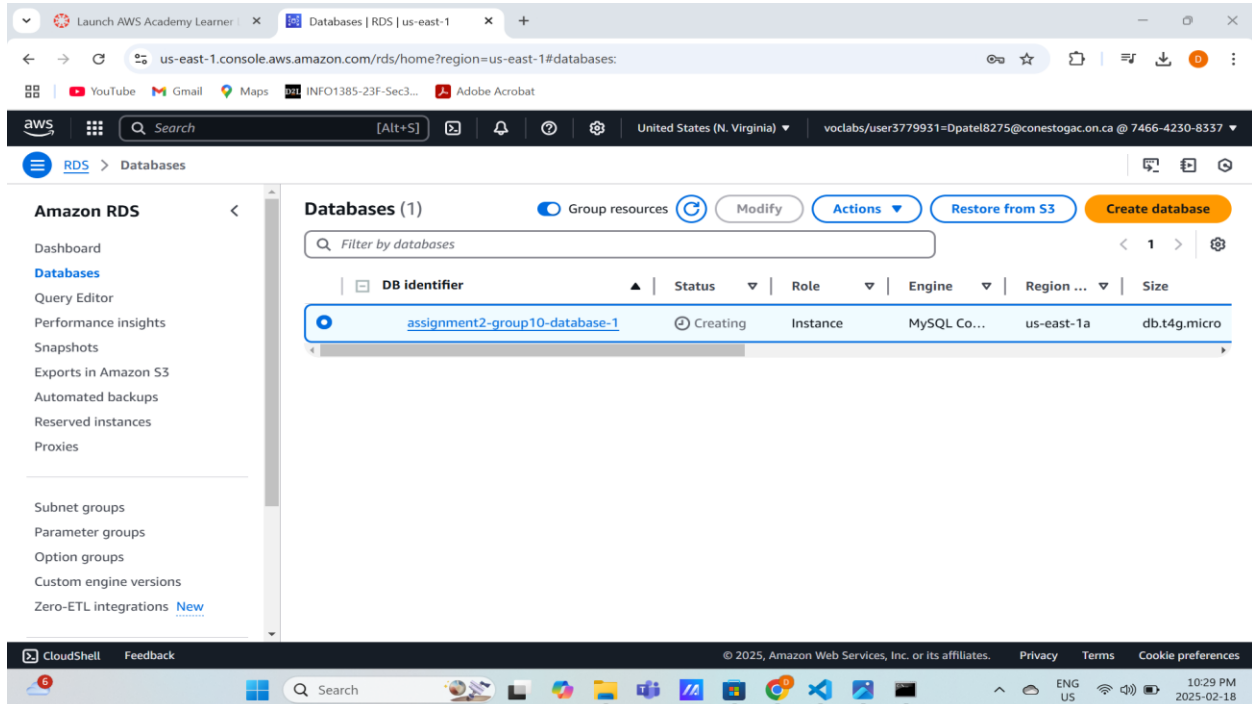 Launch AWS Academy Learner
Databases | RDS | us-east-1
us-east-1.console.aws.amazon.com/rds/home?region=us-east-1#databases:
D
YouTube
Gmail
Maps
DZL
INFO1385-23F-Sec3...
Adobe Acrobat
aws
Search
[Alt+S]
United States (N. Virginia)
voclabs/user3779931=Dpatel8275@conestogac.on.ca @ 7466-4230-8337
RDS > Databases
Amazon RDS
Dashboard
Databases
Query Editor
Performance insights
Snapshots
Exports in Amazon S3
Automated backups
Reserved instances
Proxies
Subnet groups
Parameter groups
Option groups
Custom engine versions
Zero-ETL integrations New
Databases (1)
Group resources
Modify
Actions
Restore from S3
Create database
Filter by databases
1
DB identifier
Status
Role
Engine
Region ...
Size
assignment2-group10-database-1
Creating
Instance
MySQL Co...
us-east-1a
db.t4g.micro
CloudShell
Feedback
© 2025, Amazon Web Services, Inc. or its affiliates.
Privacy
Terms
Cookie preferences
6
Search
ENG
US
10:29 PM
2025-02-18